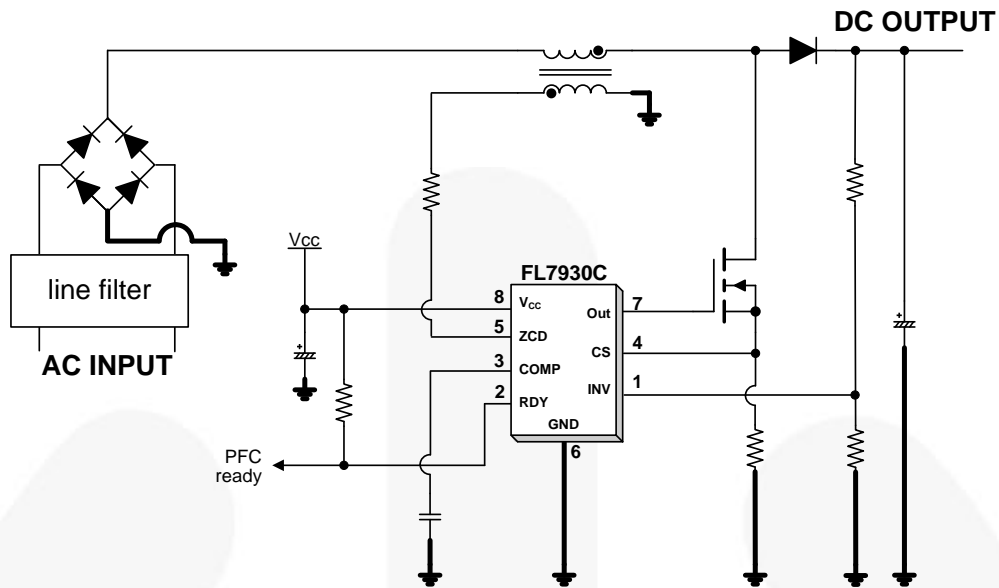 DC OUTPUT
line filter
AC INPUT
Vcc
FL7930C
8
VCC
5
ZCD
3
COMP
2
RDY
GND
6
Out
7
CS
4
INV
1
PFC
ready
+
+